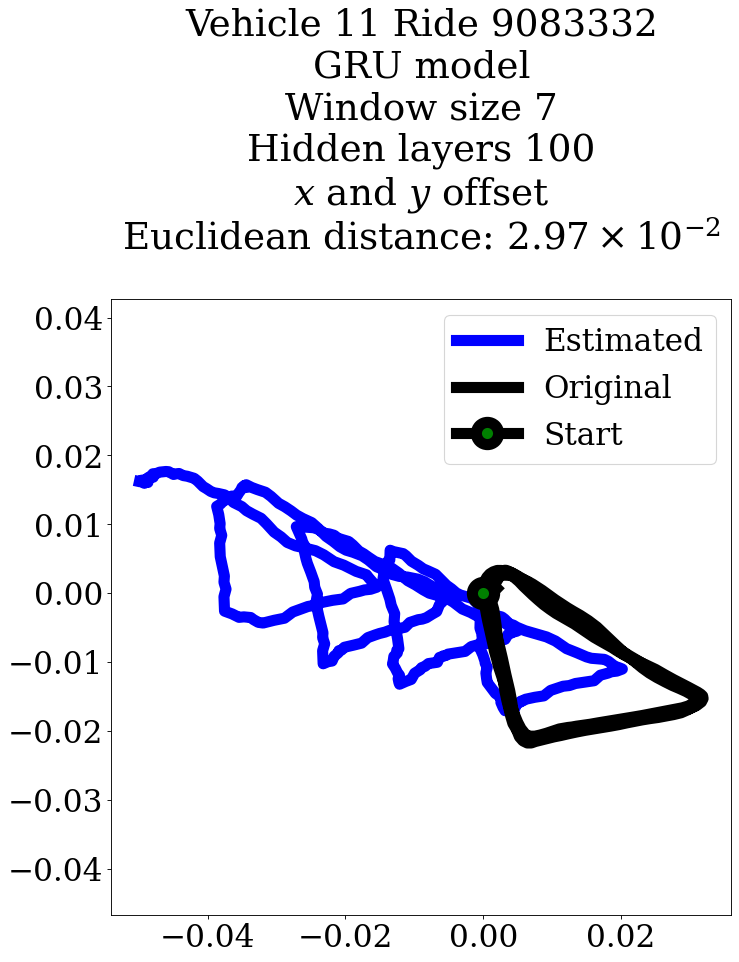 Vehicle 11 Ride 9083332
GRU model
Window size 7
Hidden layers 100
x and y offset
Euclidean distance: 2.97 × 10⁻²
Estimated
Original
Start
0.04
0.03
0.02
0.01
0.00
−0.01
−0.02
−0.03
−0.04
−0.04 −0.02 0.00 0.02